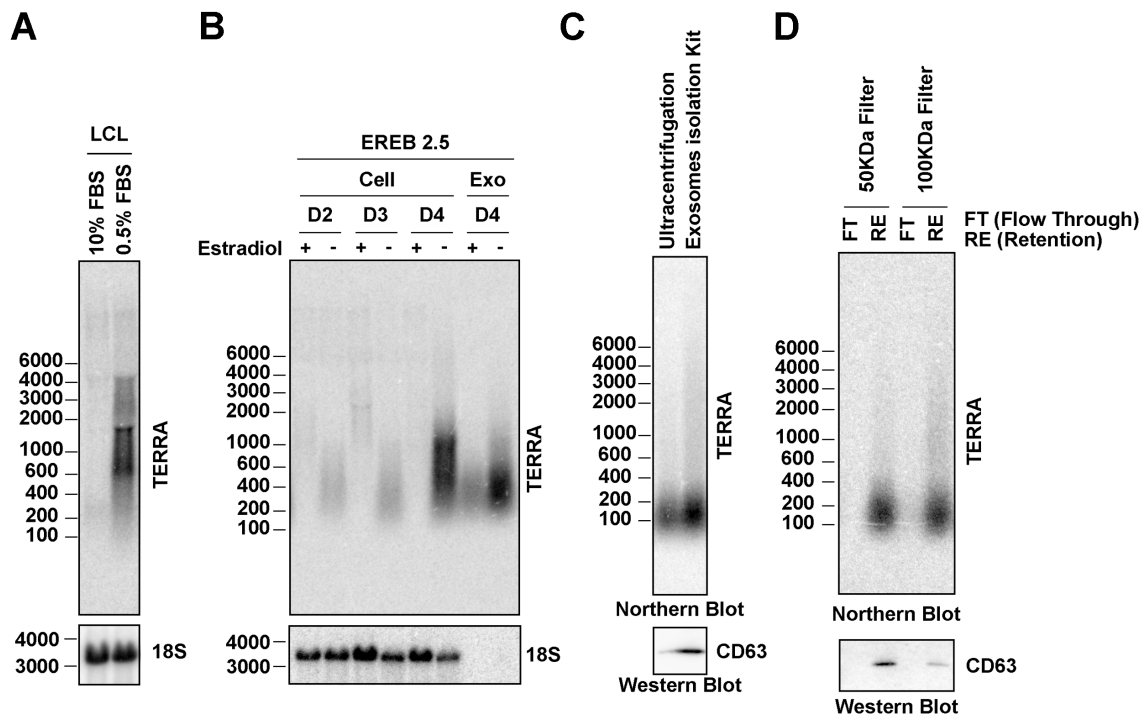 A
LCL
10% FBS
0.5% FBS
6000
4000
3000
2000
1000
600
400
200
100
TERRA
4000
3000
18S
B
EREB 2.5
Cell Exo
D2 D3 D4 D4
Estradiol + - + - + - + -
6000
4000
3000
2000
1000
600
400
200
100
TERRA
4000
3000
18S
C
Ultracentrifugation
Exosomes isolation Kit
6000
4000
3000
2000
1000
600
400
200
100
TERRA
Northern Blot
CD63
Western Blot
D
50KDa Filter
100KDa Filter
FT RE FT RE
FT (Flow Through)
RE (Retention)
6000
4000
3000
2000
1000
600
400
200
100
TERRA
Northern Blot
CD63
Western Blot